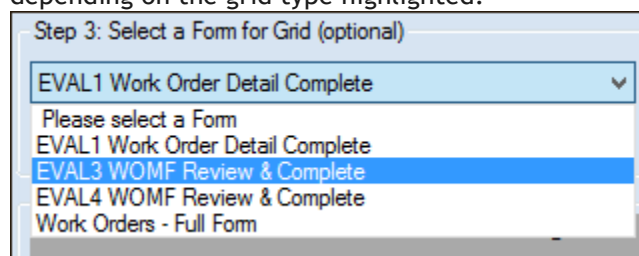 depending on the grid type highlighted.
Step 3: Select a Form for Grid (optional)
EVAL1 Work Order Detail Complete
Please select a Form
EVAL1 Work Order Detail Complete
EVAL3 WOMF Review & Complete
EVAL4 WOMF Review & Complete
Work Orders - Full Form